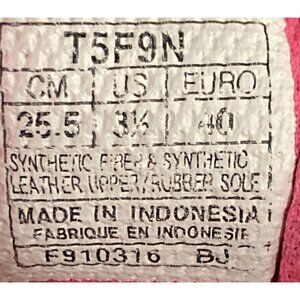 T5F9N
CM US EURO
25.5 8½ 40
SYNTHETIC FIBER & SYNTHETIC
LEATHER UPPER/RUBBER SOLE
MADE IN INDONESIA
FABRIQUE EN INDONESIE
F910316 BJ